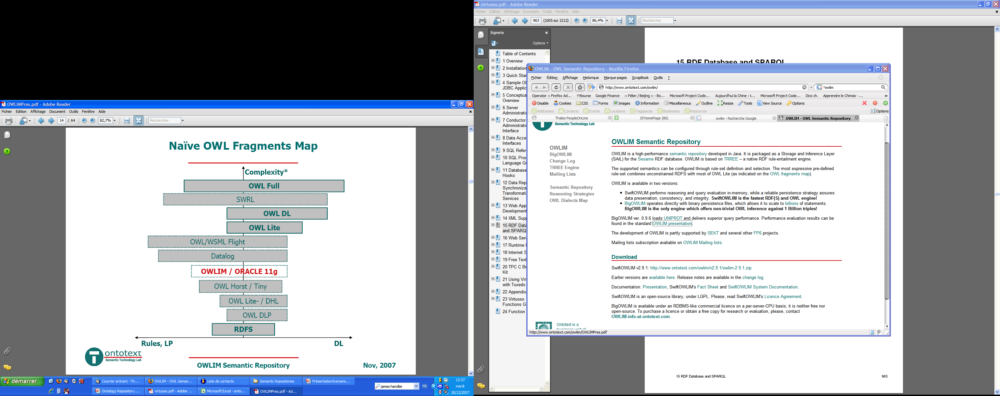 OWLIMPres.pdf - Adobe Reader
Fichier Edition Affichage Document Outils Fenêtre Aide
14 / 64 82,7% Rechercher
Naïve OWL Fragments Map
Complexity*
OWL Full
SWRL
OWL DL
OWL Lite
OWL/WSML Flight
Datalog
OWLIM / ORACLE 11g
OWL Horst / Tiny
OWL Lite- / DHL
OWL DLP
RDFS
Rules, LP DL
ontotext
Semantic Technology Lab
OWLIM Semantic Repository
Nov, 2007
démarrer
Courrier entrant - Th...
OWLIM - OWL Seman...
Liste de contacts
Semantic Repositories
PrésentationScenario...
Ontology Repository....
virtuoso.pdf - Adobe ...
Microsoft Excel - onto...
OWLIMPres.pdf - Ad...
james hendler
FR
13:37
mardi
18/12/2007
virtuoso.pdf - Adobe Reader
Fichier Edition Affichage Document Outils Fenêtre Aide
963 (1005 sur 2212) 86,4% Rechercher
Signets
Options
Table of Contents
1 Overview
2 Installation
3 Quick Star
4 Sample OD
JDBC Applic
5 Conceptua
Overview
6 Server
Administratio
7 Conductor
Administratio
Interface
8 Data Acce
Interfaces
9 SQL Refer
10 SQL Proc
Language Gu
11 Database
Hooks
12 Data Rep
Synchroniza
Transformati
Services
13 Web App
Development
14 XML Supp
15 RDF Data
and SPARQ
16 Web Serv
17 Runtime
18 Internet S
19 Free Text
20 TPC C Be
Kit
21 Using Vir
with Tuxedo
22 Appendix
23 Virtuoso
Functions G
24 Function
15 RDF Database and SPARQL
OWLIM - OWL Semantic Repository - Mozilla Firefox
Fichier Édition Affichage Historique Marque-pages ScrapBook Outils ?
http://www.ontotext.com/owlim/
*owlim
Operator :: Firefox Ad... Y!Bourse Google Finance :: Pékin / Beijing :: - Bo... Microsoft Project Code... Aujourd'hui la Chine : t... Microsoft Project Code... Dico ch. Apprendre le Chinois - ... »
Disable Cookies CSS Forms Images Information Miscellaneous Outline Resize Tools View Source Options
Addresses Contacts Events Locations Tagspaces Bookmarks Resources Options
Thales PeopleOnLine
JS'HomePage (86)
owlim - Recherche Google
OWLIM - OWL Semantic Repository
Semantic Technology Lab
OWLIM
BigOWLIM
Change Log
TRREE Engine
Mailing Lists
Semantic Repository
Reasoning Strategies
OWL Dialects Map
OWLIM Semantic Repository
OWLIM is a high-performance semantic repository developed in Java. It is packaged as a Storage and Inference Layer
(SAIL) for the Sesame RDF database. OWLIM is based on TRREE – a native RDF rule-entailment engine.
The supported semantics can be configured through rule-set definition and selection. The most expressive pre-defined
rule-set combines unconstrained RDFS with most of OWL Lite (as indicated on the OWL fragments map).
OWLIM is available in two versions:
SwiftOWLIM performs reasoning and query evaluation in-memory, while a reliable persistence strategy assures
data preservation, consistency, and integrity. SwiftOWLIM is the fastest RDF(S) and OWL engine!
BigOWLIM operates directly with binary persistence files, which allows it to scale to billions of statements.
BigOWLIM is the only engine which offers non-trivial OWL inference against 1 Billion triples!
BigOWLIM ver. 0.9.6 loads UNIPROT and delivers superior query performance. Performance evaluation results can be
found in the standard OWLIM presentation.
The development of OWLIM is partly supported by SEKT and several other FP6 projects.
Mailing lists subscription avaliable on OWLIM Mailing lists.
Download
SwiftOWLIM v2.9.1: http://www.ontotext.com/owlim/v2.9.1/owlim-2.9.1.zip.
Earlier versions are available here. Release notes are available in the change log.
Documentation: Presentation, SwiftOWLIM's Fact Sheet and SwiftOWLIM System Documentation.
SwiftOWLIM is an open-source library, under LGPL. Please, read SwiftOWLIM's Licence Agreement.
BigOWLIM is available under an RDBMS-like commercial licence on a per-server-CPU basis; it is neither free nor
open-source. To purchase a licence or obtain a free copy for research or evaluation, please, contact
OWLIM-info-at-ontotext.com.
Ontotext is a
http://www.ontotext.com/owlim/OWLIMPres.pdf
15 RDF Database and SPARQL 963